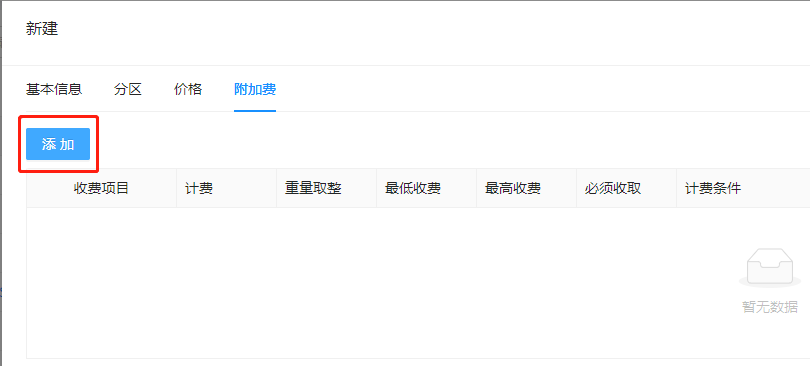 新建
基本信息 分区 价格 附加费
添 加
收费项目 计费 重量取整 最低收费 最高收费 必须收取 计费条件
暂无数据